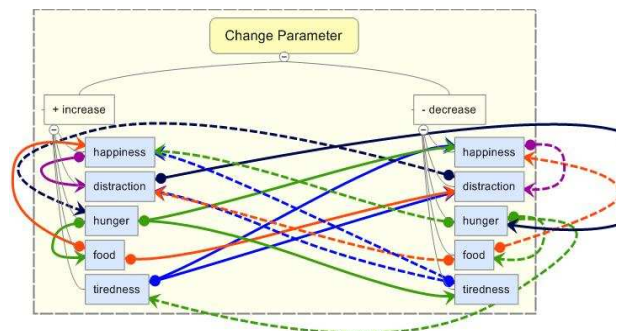 Change Parameter
+ increase
- decrease
happiness
distraction
hunger
food
tiredness
happiness
distraction
hunger
food
tiredness